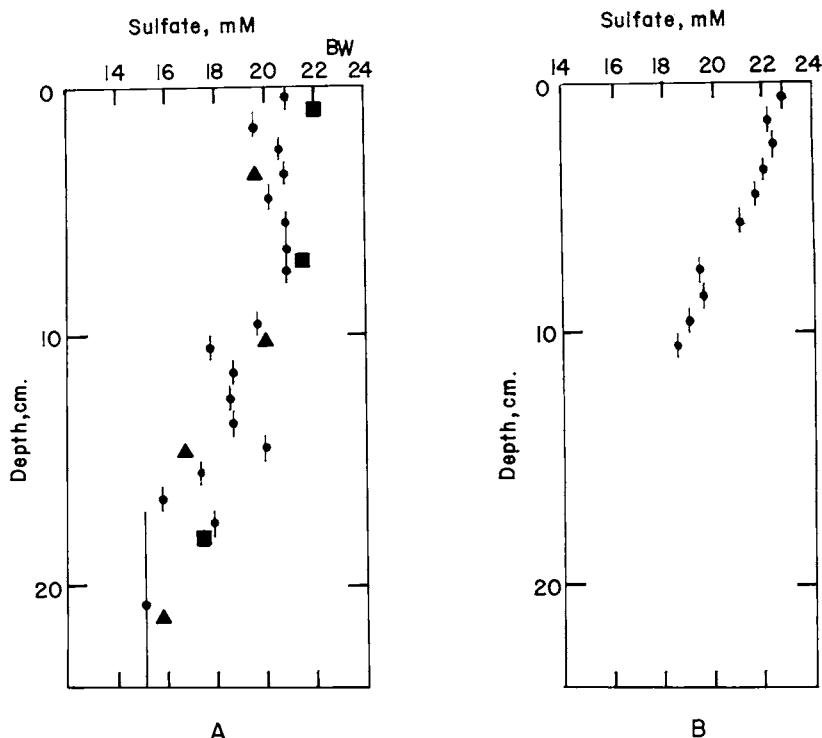 Sulfate, mM
BW
14 16 18 20 22 24
0
10
20
Depth,cm.
A
Sulfate, mM
14 16 18 20 22 24
0
10
20
Depth,cm.
B